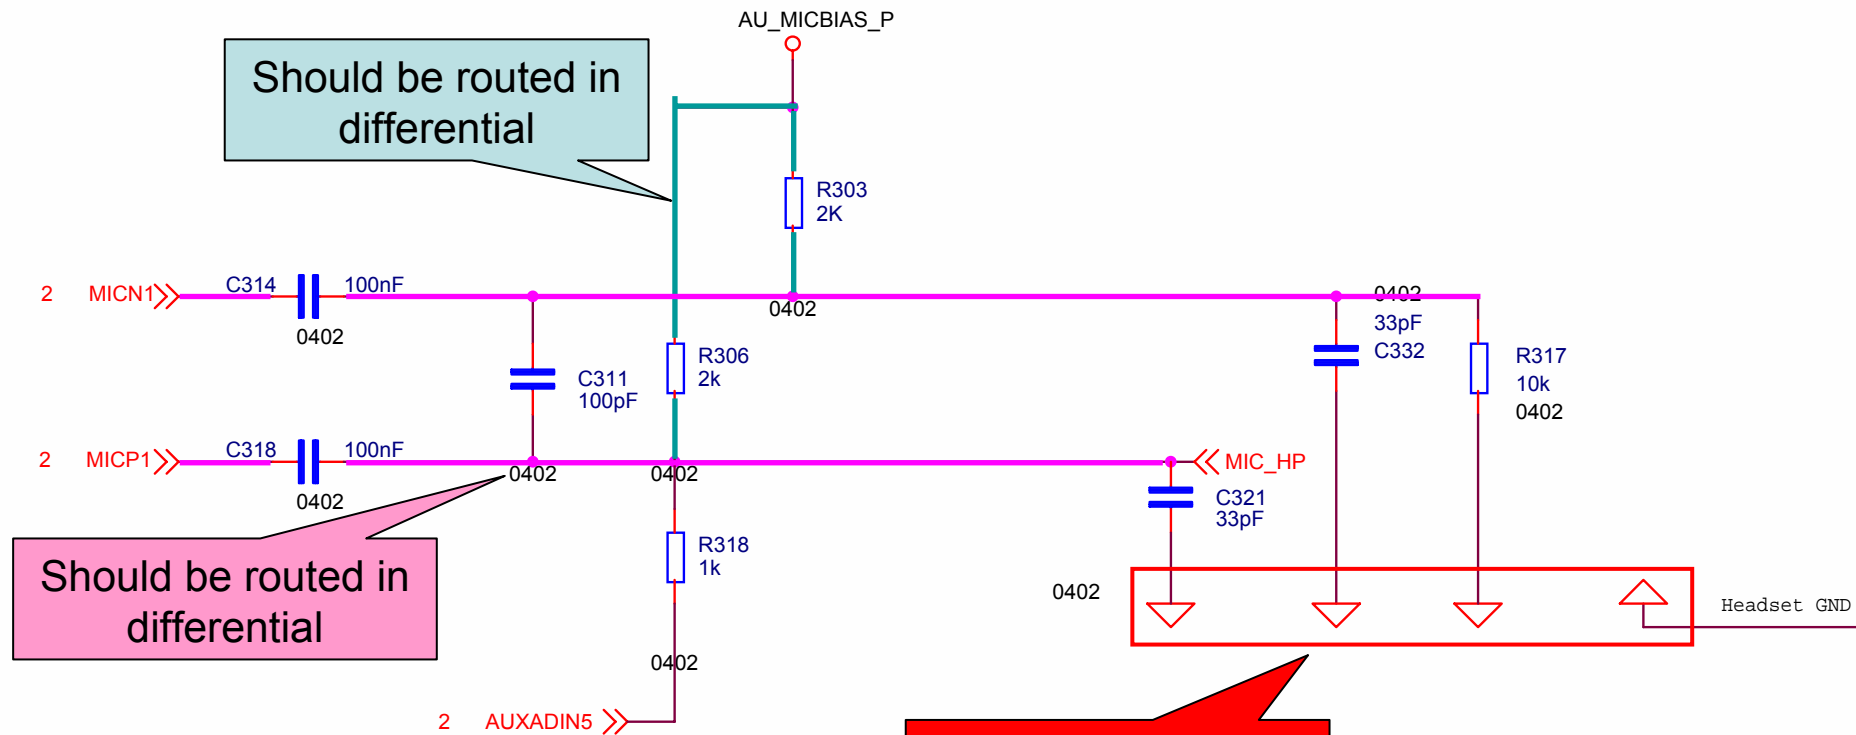 AU_MICBIAS_P
Should be routed in
differential
R303
2K
2 MICN1
C314
100nF
0402
0402
0402
33pF
C332
R306
2k
C311
100pF
R317
10k
0402
2 MICP1
C318
100nF
0402
0402
0402
MIC_HP
C321
33pF
Should be routed in
differential
R318
1k
0402
0402
Headset GND
2 AUXADIN5